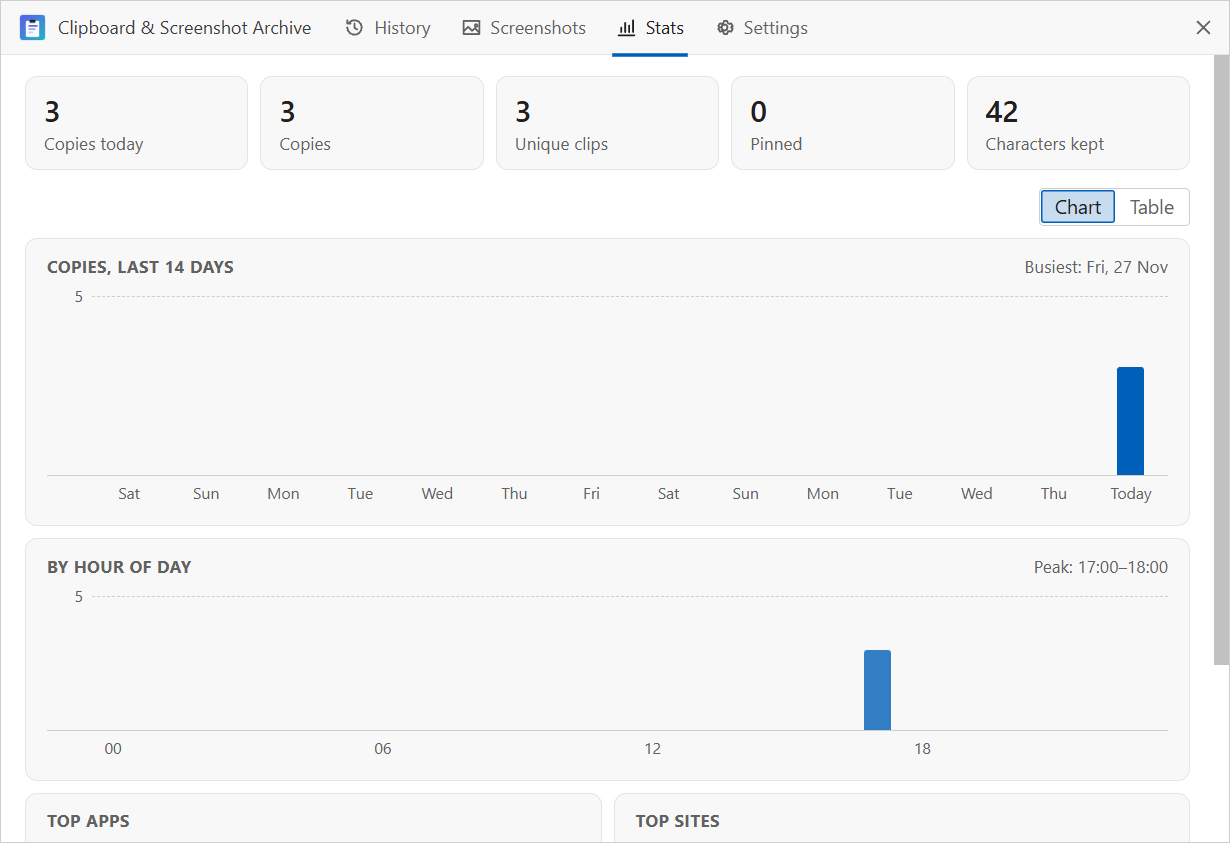 Clipboard & Screenshot Archive History Screenshots Stats Settings
3 3 3 0 42
Copies today Copies Unique clips Pinned Characters kept
Chart Table
COPIES, LAST 14 DAYS Busiest: Fri, 27 Nov
5
Sat Sun Mon Tue Wed Thu Fri Sat Sun Mon Tue Wed Thu Today
BY HOUR OF DAY Peak: 17:00–18:00
5
00 06 12 18
TOP APPS TOP SITES